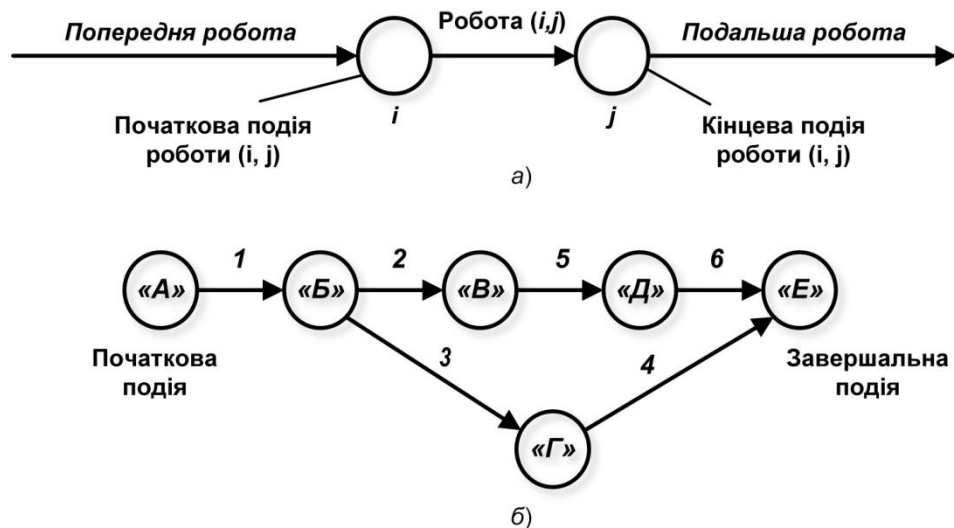 Попередня робота
Робота (i,j)
Подальша робота
Початкова подія
роботи (i, j)
i
j
Кінцева подія
роботи (i, j)
а)
1
2
5
6
«А»
«Б»
«В»
«Д»
«Е»
Початкова
подія
3
4
Завершальна
подія
«Г»
б)